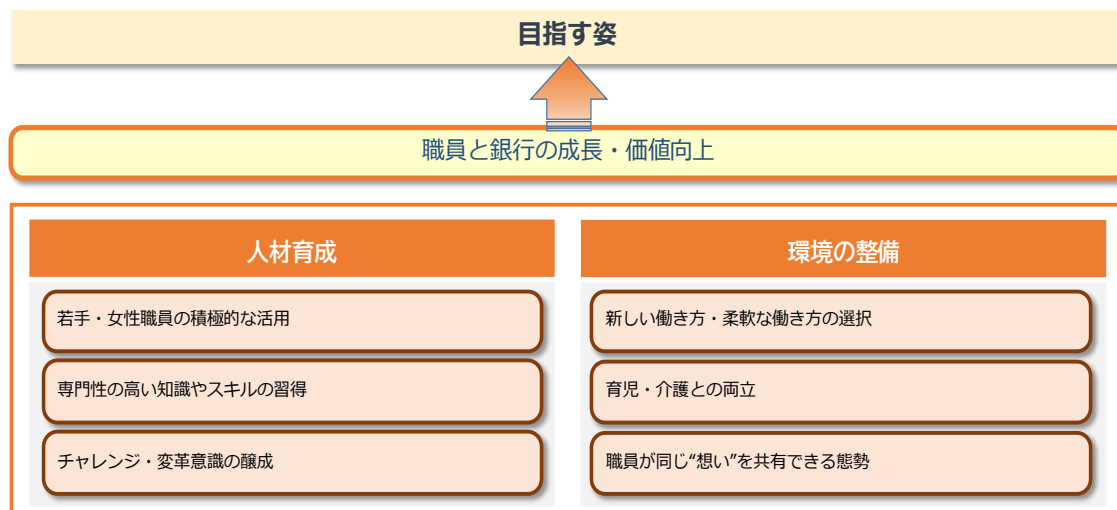 目指す姿
職員と銀行の成長・価値向上
人材育成
若手・女性職員の積極的な活用
専門性の高い知識やスキルの習得
チャレンジ・変革意識の醸成
環境の整備
新しい働き方・柔軟な働き方の選択
育児・介護との両立
職員が同じ“想い”を共有できる態勢